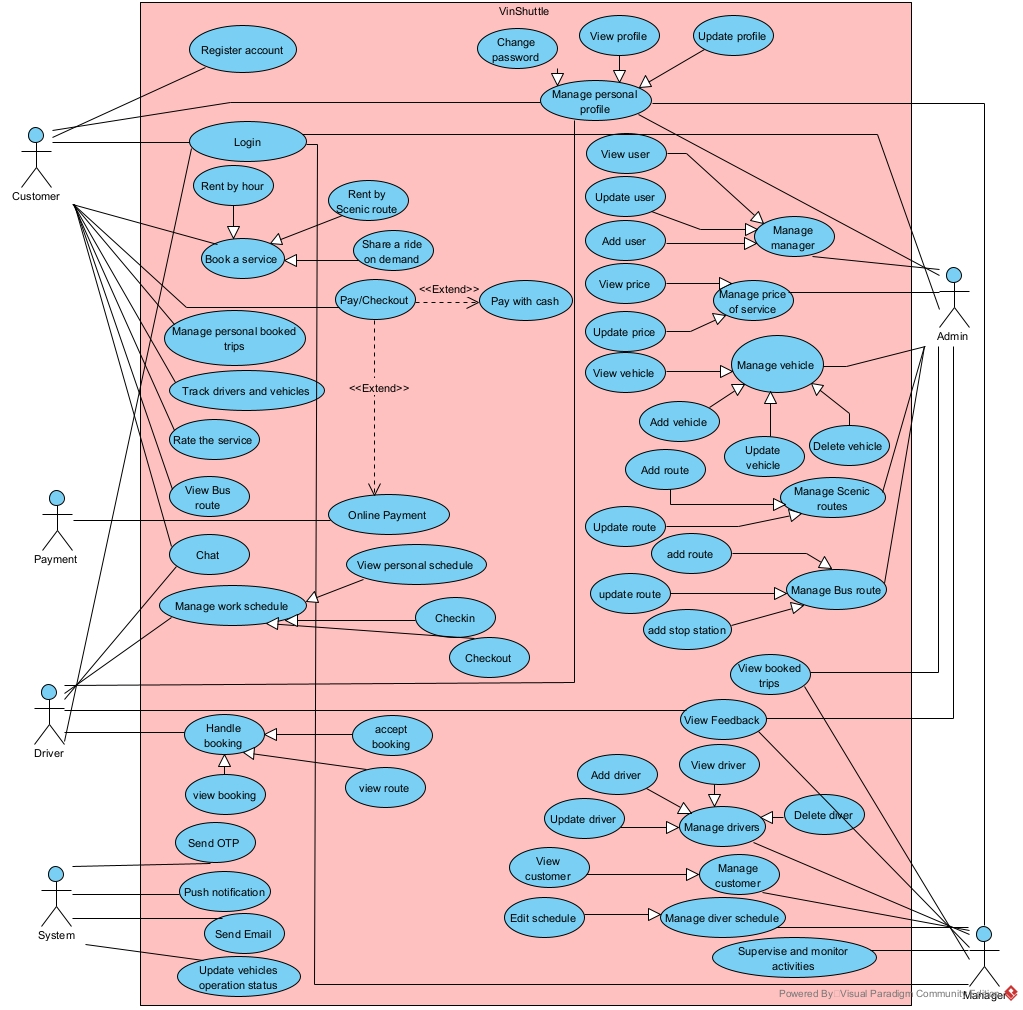 VinShuttle
Register account
Change
password
View profile
Update profile
Manage personal
profile
Customer
Login
Rent by hour
Rent by
Scenic route
Book a service
Share a ride
on demand
Pay/Checkout
<<Extend>>
Pay with cash
Manage personal booked
trips
<<Extend>>
Track drivers and vehicles
Rate the service
View Bus
route
Online Payment
Payment
Chat
View personal schedule
Manage work schedule
Checkin
Checkout
View user
Update user
Add user
Manage
manager
View price
Manage price
of service
Update price
Admin
View vehicle
Manage vehicle
Add vehicle
Update
vehicle
Delete vehicle
Add route
Manage Scenic
routes
Update route
add route
update route
Manage Bus route
add stop station
View booked
trips
Driver
View Feedback
Handle
booking
accept
booking
view booking
view route
View driver
Add driver
Update driver
Manage drivers
Delete diver
Send OTP
View
customer
Manage
customer
Push notification
Edit schedule
Manage diver schedule
System
Send Email
Supervise and monitor
activities
Update vehicles
operation status
Manager
Powered By Visual Paradigm Community Edition